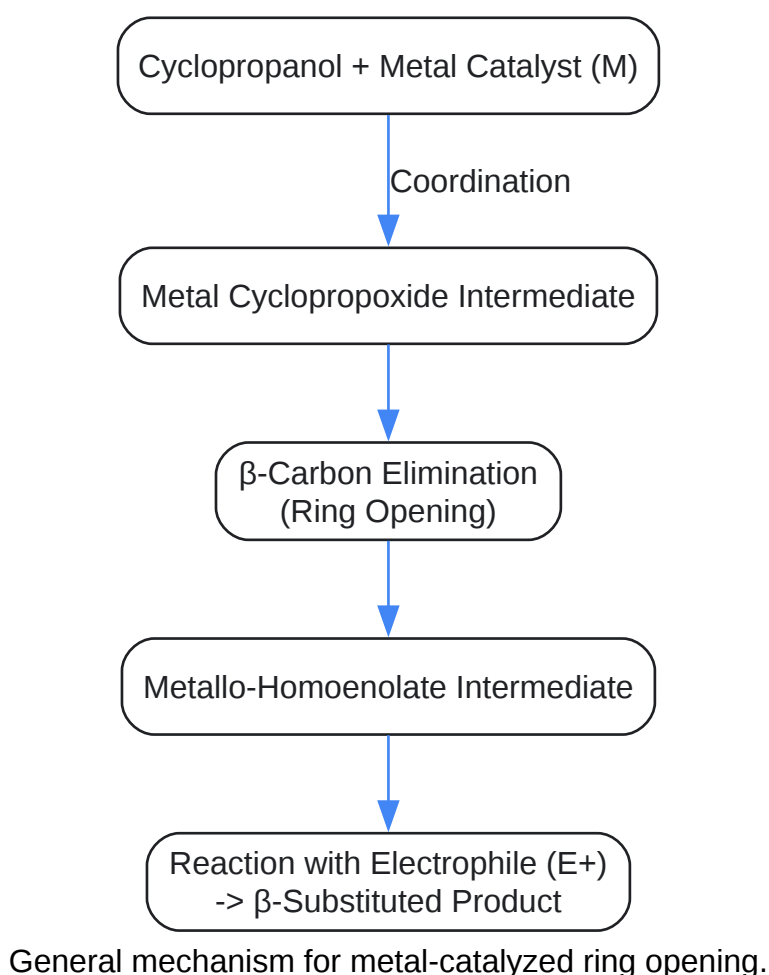 Cyclopropanol + Metal Catalyst (M)
Coordination
Metal Cyclopropoxide Intermediate
β-Carbon Elimination
(Ring Opening)
Metallo-Homoenolate Intermediate
Reaction with Electrophile (E+)
-> β-Substituted Product
General mechanism for metal-catalyzed ring opening.